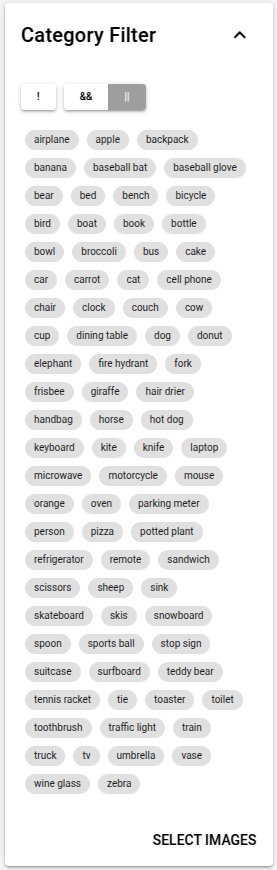 Category Filter
! && ||
airplane apple backpack
banana baseball bat baseball glove
bear bed bench bicycle
bird boat book bottle
bowl broccoli bus cake
car carrot cat cell phone
chair clock couch cow
cup dining table dog donut
elephant fire hydrant fork
frisbee giraffe hair drier
handbag horse hot dog
keyboard kite knife laptop
microwave motorcycle mouse
orange oven parking meter
person pizza potted plant
refrigerator remote sandwich
scissors sheep sink
skateboard skis snowboard
spoon sports ball stop sign
suitcase surfboard teddy bear
tennis racket tie toaster toilet
toothbrush traffic light train
truck tv umbrella vase
wine glass zebra
SELECT IMAGES